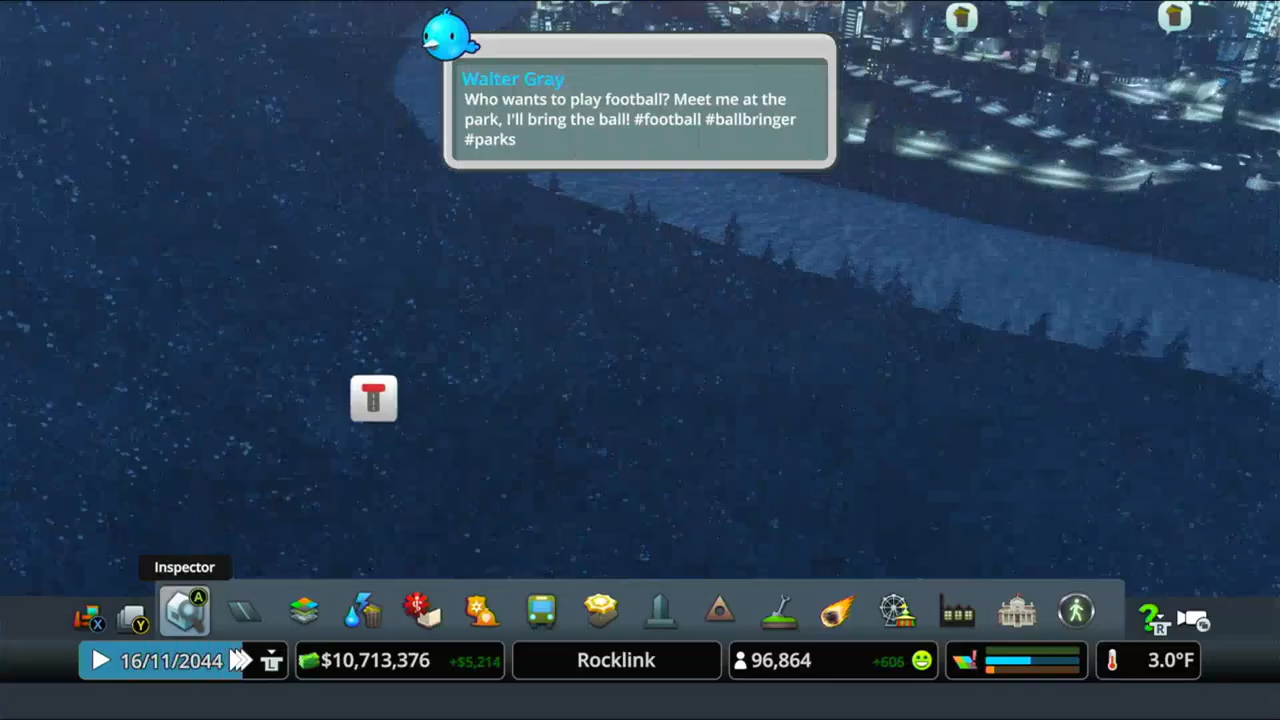 Walter Gray
Who wants to play football? Meet me at the
park, I'll bring the ball! #football #ballbringer
#parks
Inspector
A
X
Y
R
16/11/2044
L
$10,713,376
+$5,214
Rocklink
96,864
+606
3.0°F